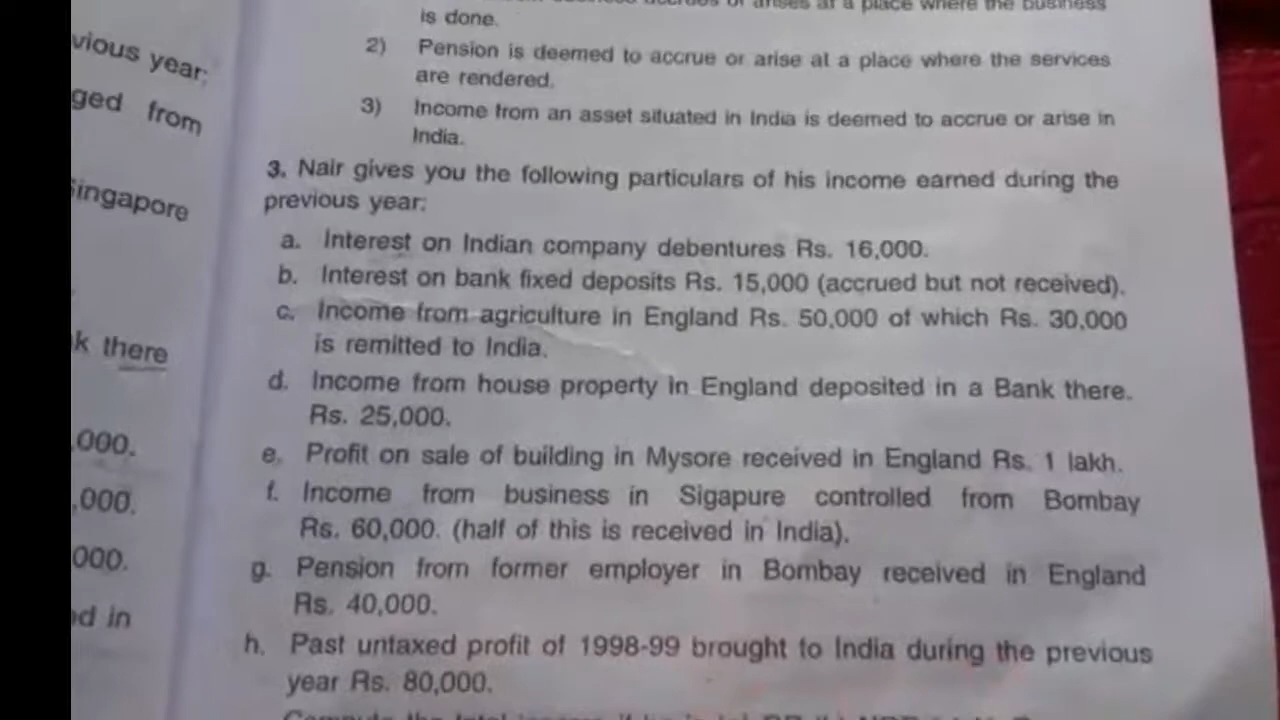 vious year;
ged from
Singapore
k there
,000.
,000.
000.
ed in
is done.
2) Pension is deemed to accrue or arise at a place where the services
are rendered.
3) Income from an asset situated in India is deemed to accrue or arise in
India.
3. Nair gives you the following particulars of his income earned during the
previous year:
a. Interest on Indian company debentures Rs. 16,000.
b. Interest on bank fixed deposits Rs. 15,000 (accrued but not received).
c. Income from agriculture in England Rs. 50,000 of which Rs. 30,000
is remitted to India.
d. Income from house property in England deposited in a Bank there.
Rs. 25,000.
e. Profit on sale of building in Mysore received in England Rs. 1 lakh.
f. Income from business in Sigapure controlled from Bombay
Rs. 60,000. (half of this is received in India).
g. Pension from former employer in Bombay received in England
Rs. 40,000.
h. Past untaxed profit of 1998-99 brought to India during the previous
year Rs. 80,000.